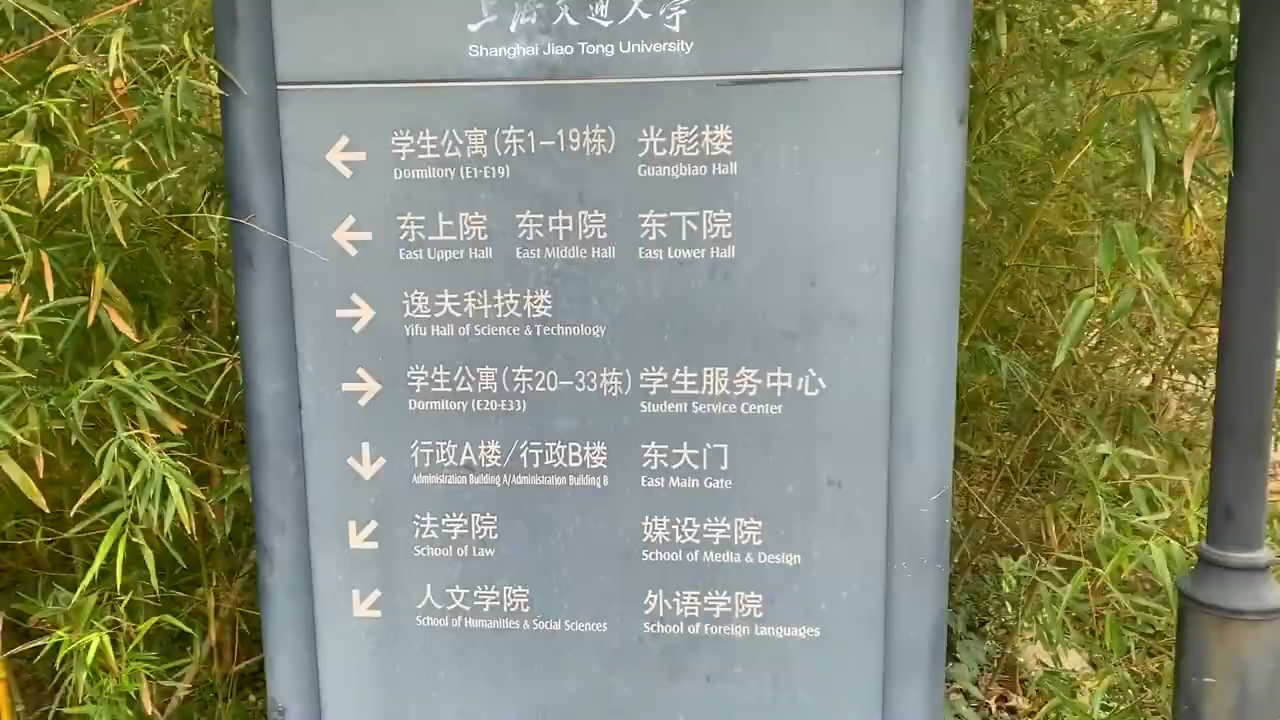 上海交通大学
Shanghai Jiao Tong University
← 学生公寓(东1-19栋) 光彪楼
Dormitory (E1-E19) Guangbiao Hall
← 东上院 东中院 东下院
East Upper Hall East Middle Hall East Lower Hall
→ 逸夫科技楼
Yifu Hall of Science & Technology
→ 学生公寓(东20-33栋) 学生服务中心
Dormitory (E20-E33) Student Service Center
↓ 行政A楼/行政B楼 东大门
Administration Building A/Administration Building B East Main Gate
↙ 法学院 媒设学院
School of Law School of Media & Design
↙ 人文学院 外语学院
School of Humanities & Social Sciences School of Foreign Languages